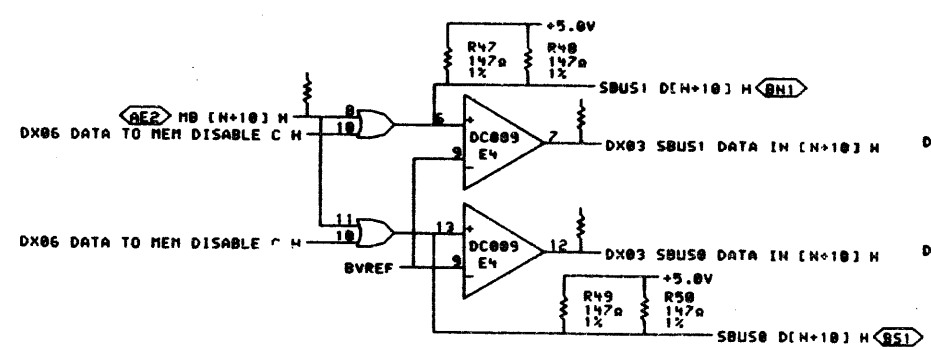 +5.0V
R47
147Ω
1%
R48
147Ω
1%
SBUS1 D[N+10] H BN1
AE2 MB [N+10] H
8
DX06 DATA TO MEM DISABLE C H
10
6
+
DC009
E4
7
DX03 SBUS1 DATA IN [N+10] H
D
9
-
11
DX06 DATA TO MEM DISABLE C H
10
13
+
DC009
E4
12
DX03 SBUS0 DATA IN [N+10] H
D
BVREF
9
-
+5.0V
R49
147Ω
1%
R50
147Ω
1%
SBUS0 D[N+10] H BS1